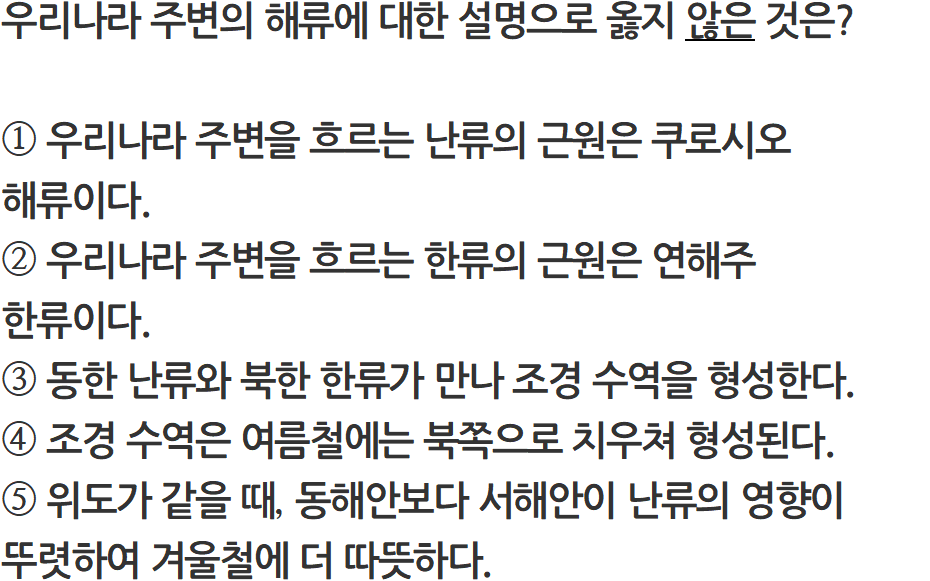 우리나라 주변의 해류에 대한 설명으로 옳지 않은 것은?
① 우리나라 주변을 흐르는 난류의 근원은 쿠로시오
해류이다.
② 우리나라 주변을 흐르는 한류의 근원은 연해주
한류이다.
③ 동한 난류와 북한 한류가 만나 조경 수역을 형성한다.
④ 조경 수역은 여름철에는 북쪽으로 치우쳐 형성된다.
⑤ 위도가 같을 때, 동해안보다 서해안이 난류의 영향이
뚜렷하여 겨울철에 더 따뜻하다.